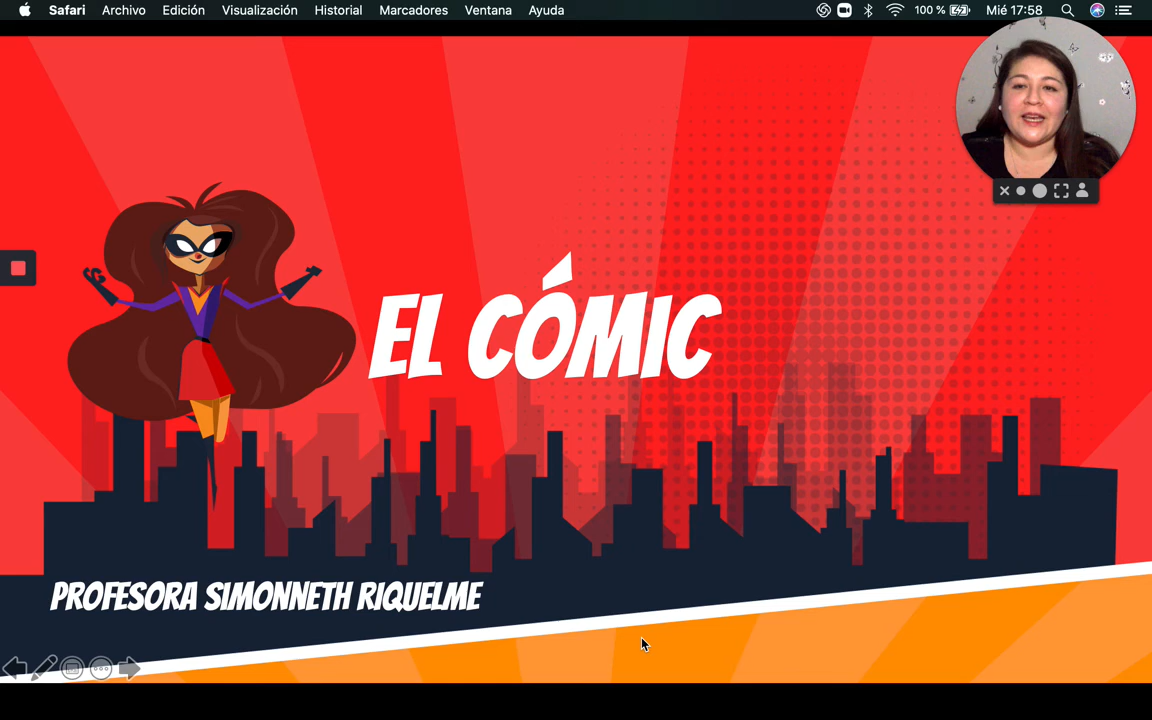 Safari Archivo Edición Visualización Historial Marcadores Ventana Ayuda 100 % Mié 17:58
EL CÓMIC
PROFESORA SIMONNETH RIQUELME